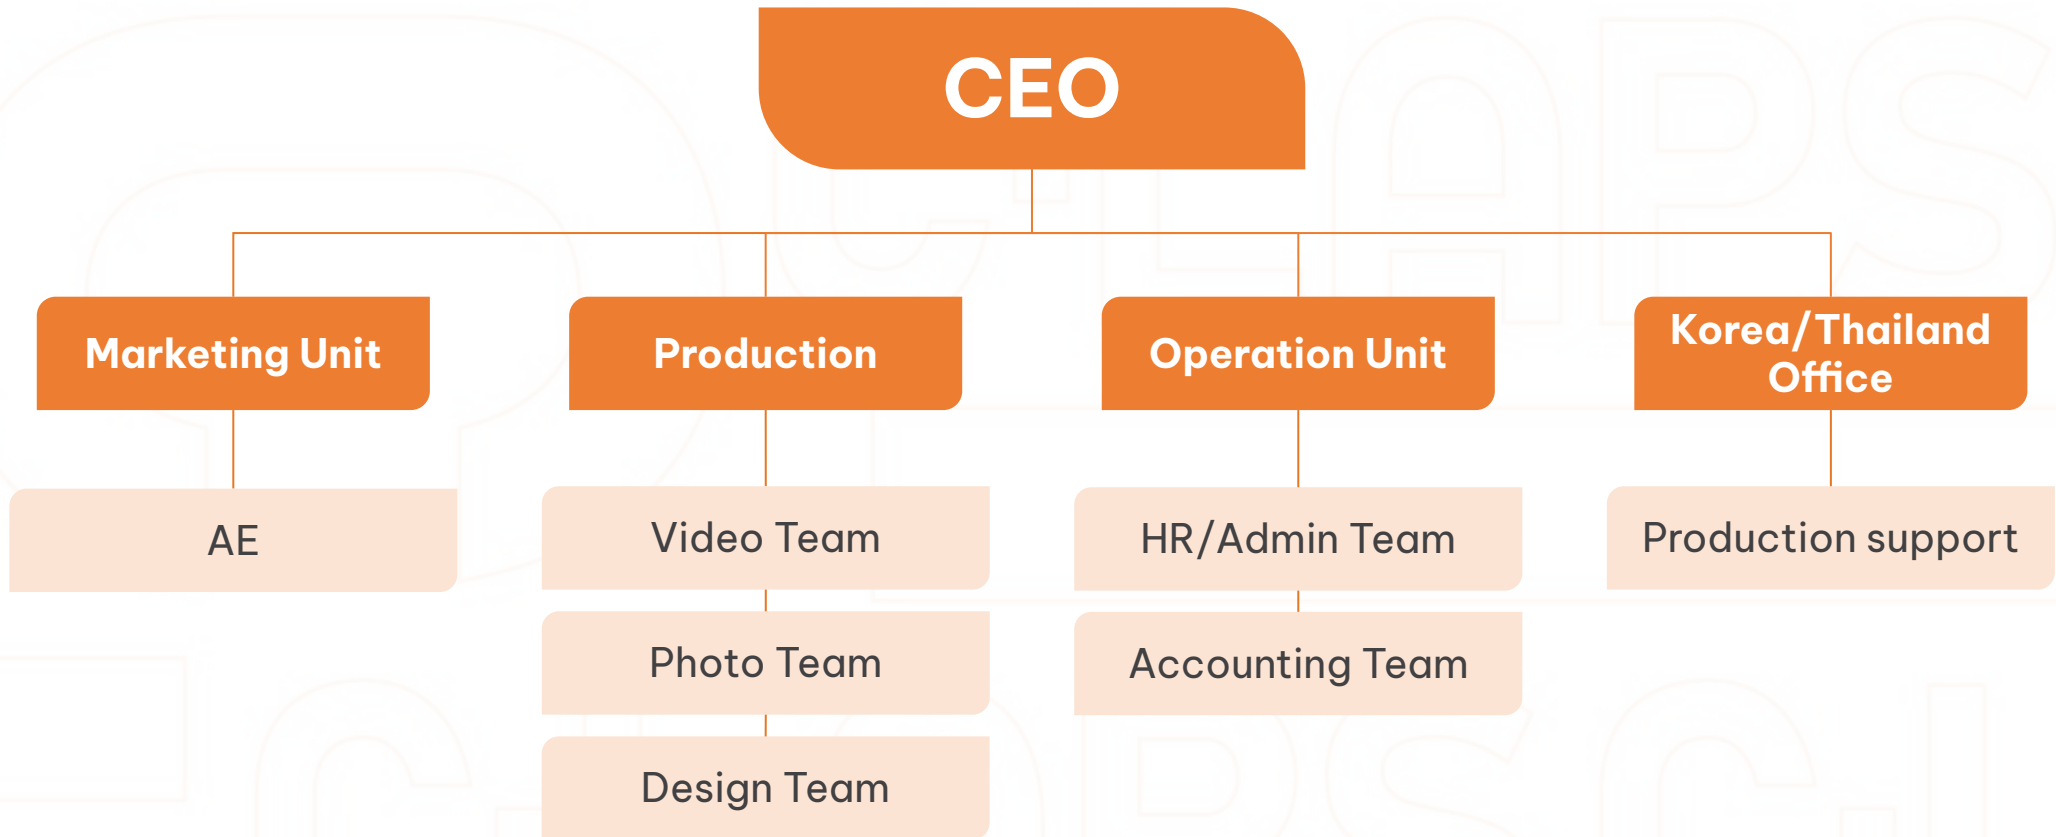 CEO
Marketing Unit
Production
Operation Unit
Korea/Thailand
Office
AE
Video Team
HR/Admin Team
Production support
Photo Team
Accounting Team
Design Team